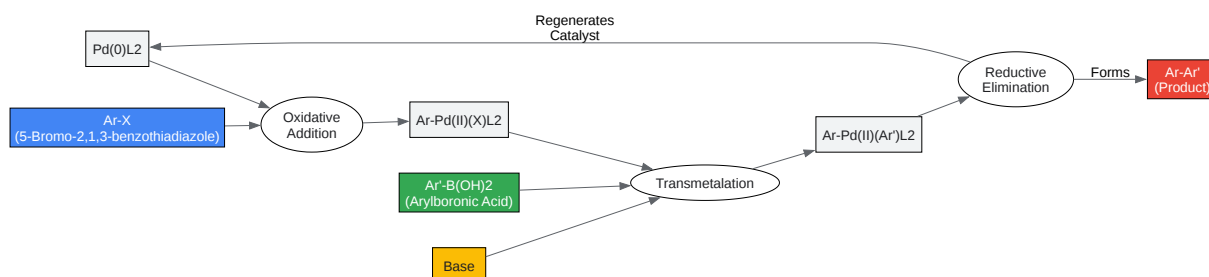 Regenerates
Catalyst
Pd(0)L2
Reductive
Elimination
Forms
Ar-Ar'
(Product)
Ar-X
(5-Bromo-2,1,3-benzothiadiazole)
Oxidative
Addition
Ar-Pd(II)(X)L2
Ar-Pd(II)(Ar')L2
Ar'-B(OH)2
(Arylboronic Acid)
Transmetalation
Base